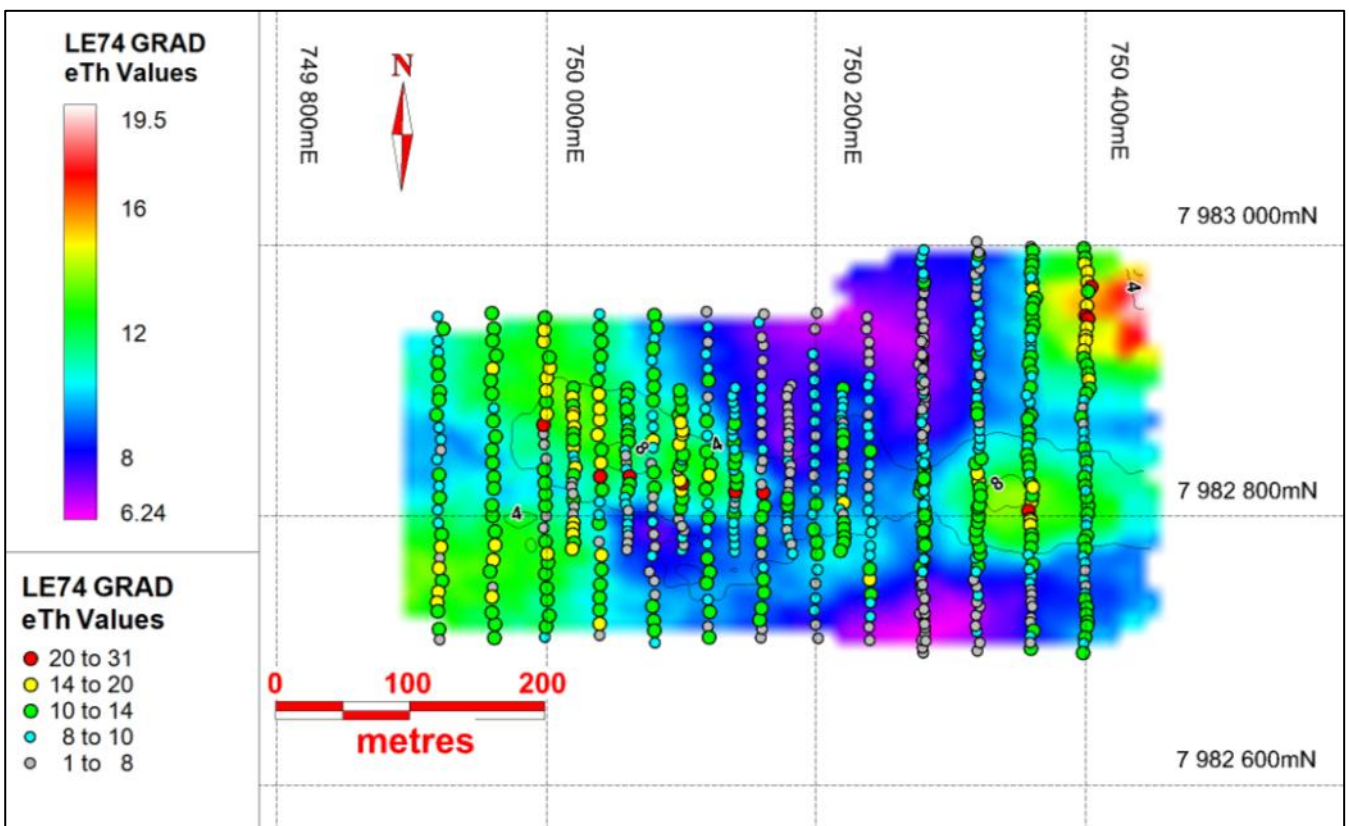 LE74 GRAD
eTh Values
19.5
16
12
8
6.24
LE74 GRAD
eTh Values
20 to 31
14 to 20
10 to 14
8 to 10
1 to 8
N
749 800mE
750 000mE
750 200mE
750 400mE
7 983 000mN
7 982 800mN
7 982 600mN
4
8
4
8
4
0 100 200
metres